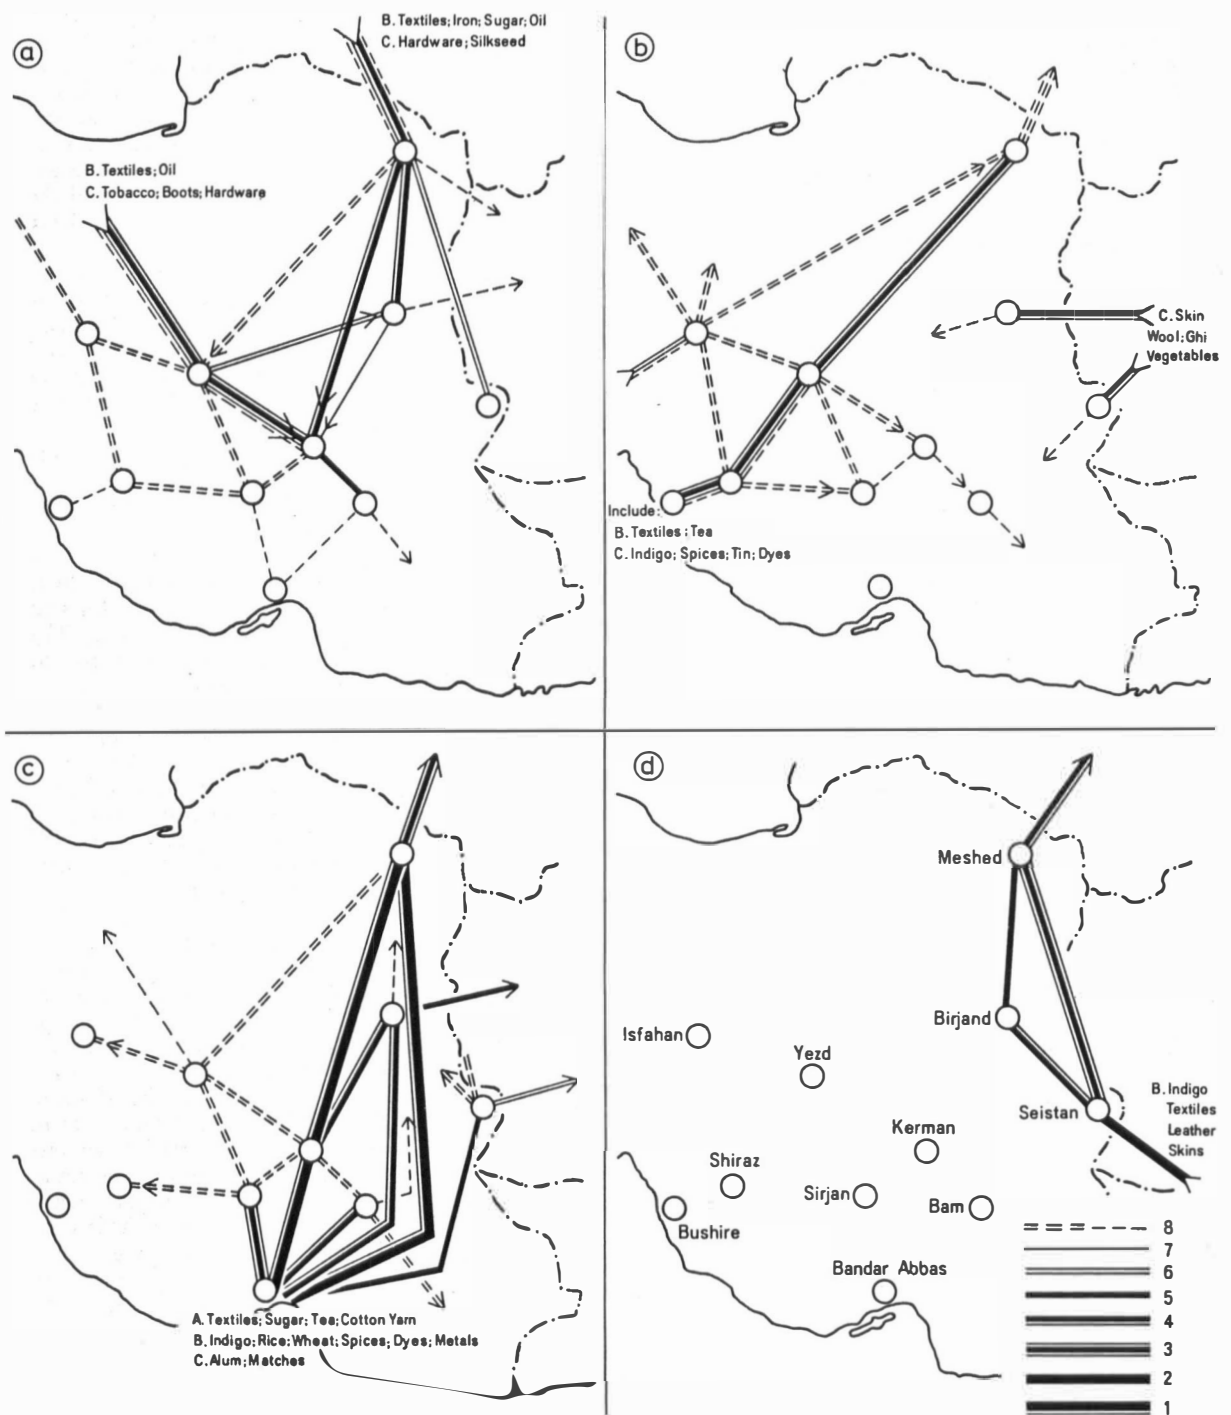 a
B. Textiles; Iron; Sugar; Oil
C. Hardware; Silkseed
B. Textiles; Oil
C. Tobacco; Boots; Hardware
b
C. Skin
Wool; Ghi
Vegetables
Include:
B. Textiles; Tea
C. Indigo; Spices; Tin; Dyes
c
A. Textiles; Sugar; Tea; Cotton Yarn
B. Indigo; Rice; Wheat; Spices; Dyes; Metals
C. Alum; Matches
d
Meshed
Birjand
Isfahan
Yezd
Seistan
B. Indigo
Textiles
Leather
Skins
Kerman
Shiraz
Sirjan
Bam
Bushire
Bandar Abbas
8
7
6
5
4
3
2
1